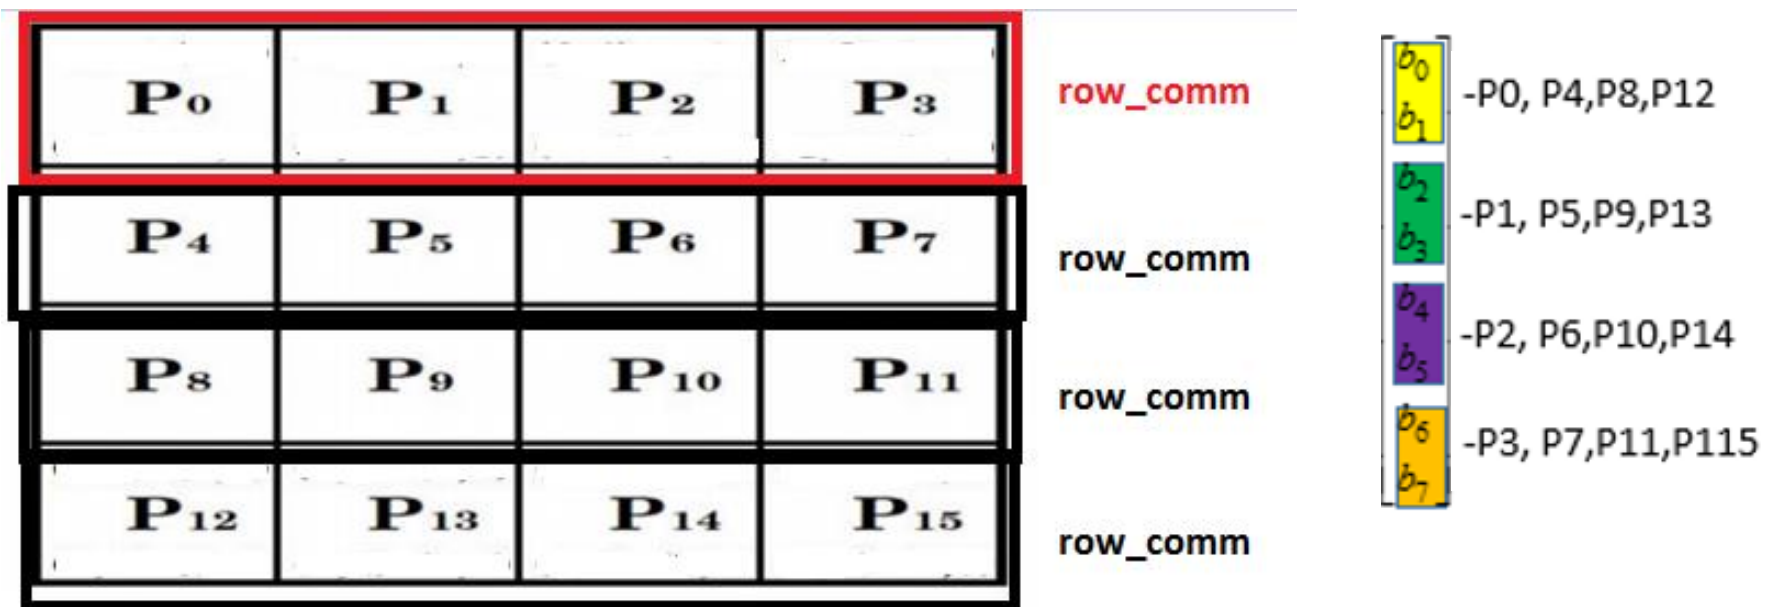 P0 P1 P2 P3 row_comm
P4 P5 P6 P7 row_comm
P8 P9 P10 P11 row_comm
P12 P13 P14 P15 row_comm
b0
b1
-P0, P4,P8,P12
b2
b3
-P1, P5,P9,P13
b4
b5
-P2, P6,P10,P14
b6
b7
-P3, P7,P11,P115